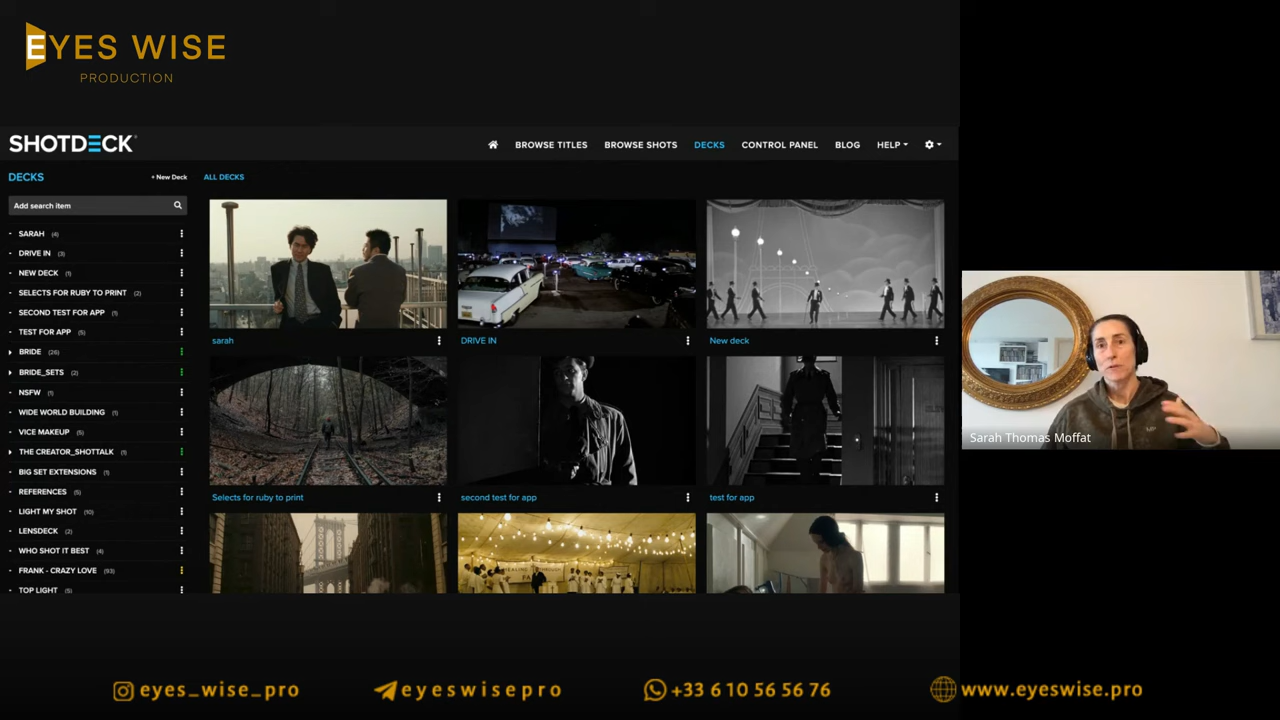 EYES WISE
PRODUCTION
SHOTDECK
BROWSE TITLES
BROWSE SHOTS
DECKS
CONTROL PANEL
BLOG
HELP
DECKS
+ New Deck
ALL DECKS
Add search item
SARAH (4)
DRIVE IN (3)
NEW DECK (1)
SELECTS FOR RUBY TO PRINT (2)
SECOND TEST FOR APP (1)
TEST FOR APP (5)
BRIDE (26)
BRIDE_SETS (2)
NSFW (1)
WIDE WORLD BUILDING (1)
VICE MAKEUP (5)
THE CREATOR_SHOTTALK (1)
BIG SET EXTENSIONS (1)
REFERENCES (5)
LIGHT MY SHOT (10)
LENSDECK (2)
WHO SHOT IT BEST (4)
FRANK - CRAZY LOVE (93)
TOP LIGHT (5)
sarah
DRIVE IN
New deck
Selects for ruby to print
second test for app
test for app
Sarah Thomas Moffat
eyes_wise_pro
eyeswisepro
+33 6 10 56 56 76
www.eyeswise.pro